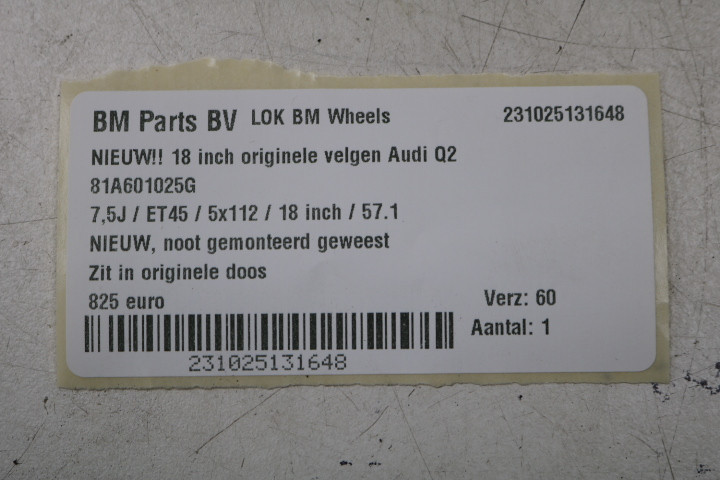 BM Parts BV LOK BM Wheels 231025131648
NIEUW!! 18 inch originele velgen Audi Q2
81A601025G
7,5J / ET45 / 5x112 / 18 inch / 57.1
NIEUW, noot gemonteerd geweest
Zit in originele doos
825 euro Verz: 60
Aantal: 1
231025131648